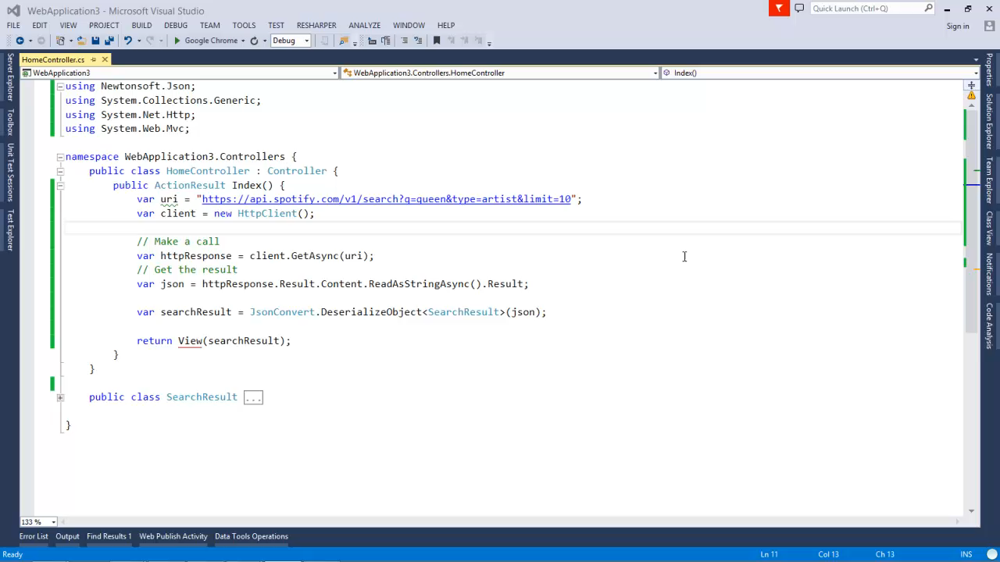 WebApplication3 - Microsoft Visual Studio
Quick Launch (Ctrl+Q)
FILE EDIT VIEW PROJECT BUILD DEBUG TEAM TOOLS TEST RESHARPER ANALYZE WINDOW HELP
Sign in
Google Chrome Debug
HomeController.cs
WebApplication3 WebApplication3.Controllers.HomeController Index()
using Newtonsoft.Json;
using System.Collections.Generic;
using System.Net.Http;
using System.Web.Mvc;
namespace WebApplication3.Controllers {
public class HomeController : Controller {
public ActionResult Index() {
var uri = "https://api.spotify.com/v1/search?q=queen&type=artist&limit=10";
var client = new HttpClient();
// Make a call
var httpResponse = client.GetAsync(uri);
// Get the result
var json = httpResponse.Result.Content.ReadAsStringAsync().Result;
var searchResult = JsonConvert.DeserializeObject<SearchResult>(json);
return View(searchResult);
}
}
public class SearchResult ...
}
Server Explorer
Toolbox
Unit Test Sessions
Test Explorer
Properties
Solution Explorer
Team Explorer
Class View
Notifications
Code Analysis
133 %
Error List Output Find Results 1 Web Publish Activity Data Tools Operations
Ready Ln 11 Col 13 Ch 13 INS